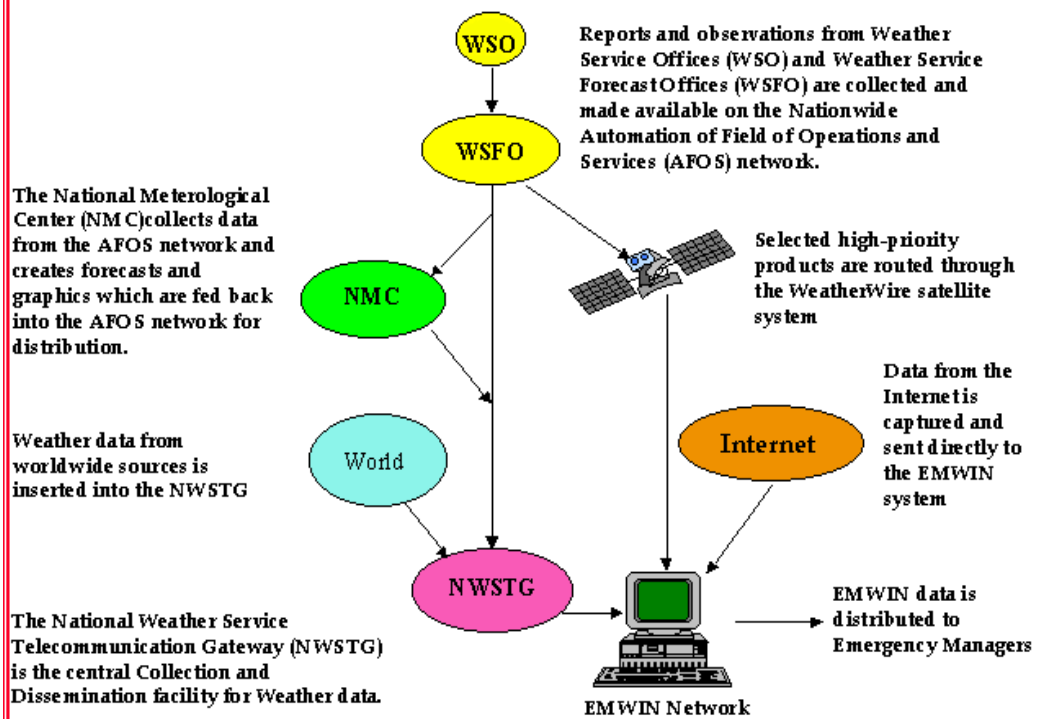 WSO
Reports and observations from Weather
Service Offices (WSO) and Weather Service
Forecast Offices (WSFO) are collected and
made available on the Nationwide
Automation of Field of Operations and
Services (AFOS) network.
WSFO
The National Meterological
Center (NMC)collects data
from the AFOS network and
creates forecasts and
graphics which are fed back
into the AFOS network for
distribution.
NMC
Selected high-priority
products are routed through
the WeatherWire satellite
system
Data from the
Internet is
captured and
sent directly to
the EMWIN
system
Internet
Weather data from
worldwide sources is
inserted into the NWSTG
World
NWSTG
The National Weather Service
Telecommunication Gateway (NWSTG)
is the central Collection and
Dissemination facility for Weather data.
EMWIN data is
distributed to
Emergency Managers
EMWIN Network